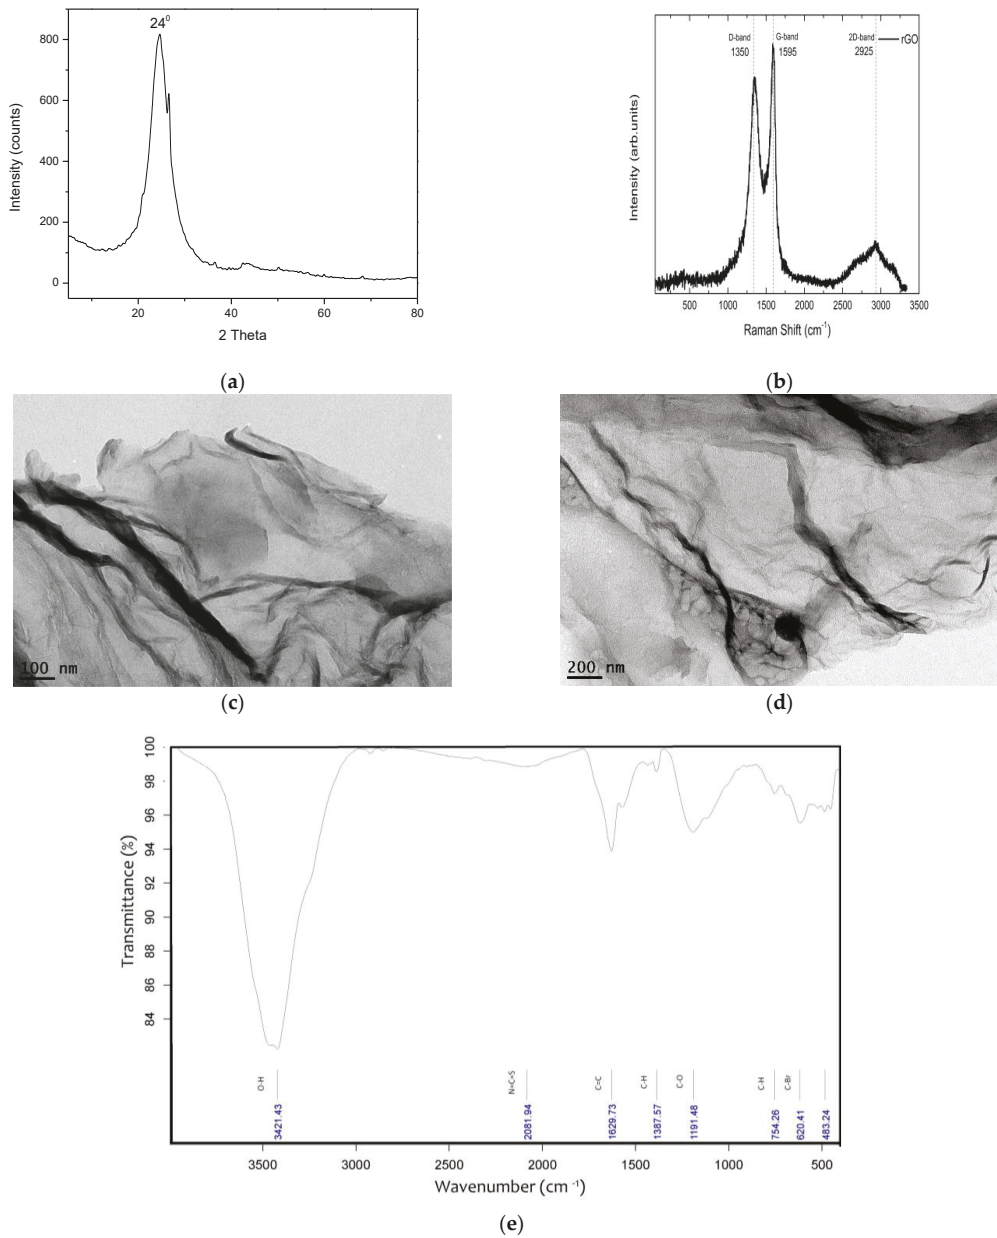 24⁰
800
600
400
200
0
Intensity (counts)
20
40
60
80
2 Theta
(a)
D-band
1350
G-band
1595
2D-band
2925
rGO
Intensity (arb.units)
500
1000
1500
2000
2500
3000
3500
Raman Shift (cm⁻¹)
(b)
100 nm
(c)
200 nm
(d)
100
98
96
94
92
90
88
86
84
Transmittance (%)
O-H
N=C=S
C=C
C-H
C-O
C-H
C-Br
3421.43
2081.94
1629.73
1387.57
1191.48
754.26
620.41
483.24
3500
3000
2500
2000
1500
1000
500
Wavenumber (cm ⁻¹)
(e)